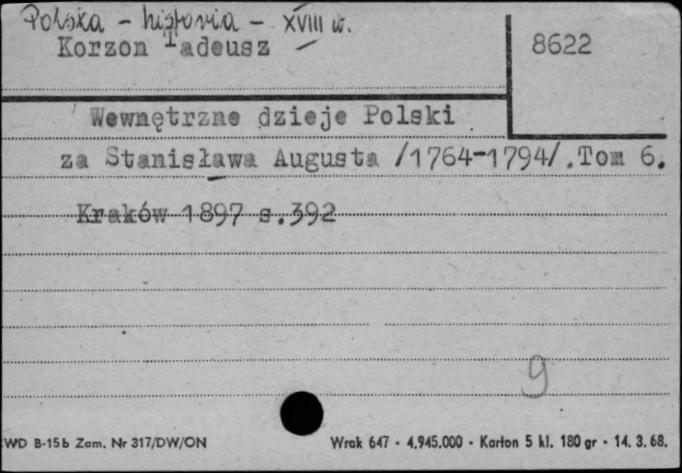 Polska - historia - XVIII w.
Korzon Tadeusz
8622
Wewnętrzne dzieje Polski
za Stanisława Augusta /1764-1794/.Tom 6.
Kraków 1897 s.392
9
WD B-15b Zam. Nr 317/DW/ON
Wrak 647 - 4.945.000 - Karton 5 kl. 180 gr - 14. 3. 68.